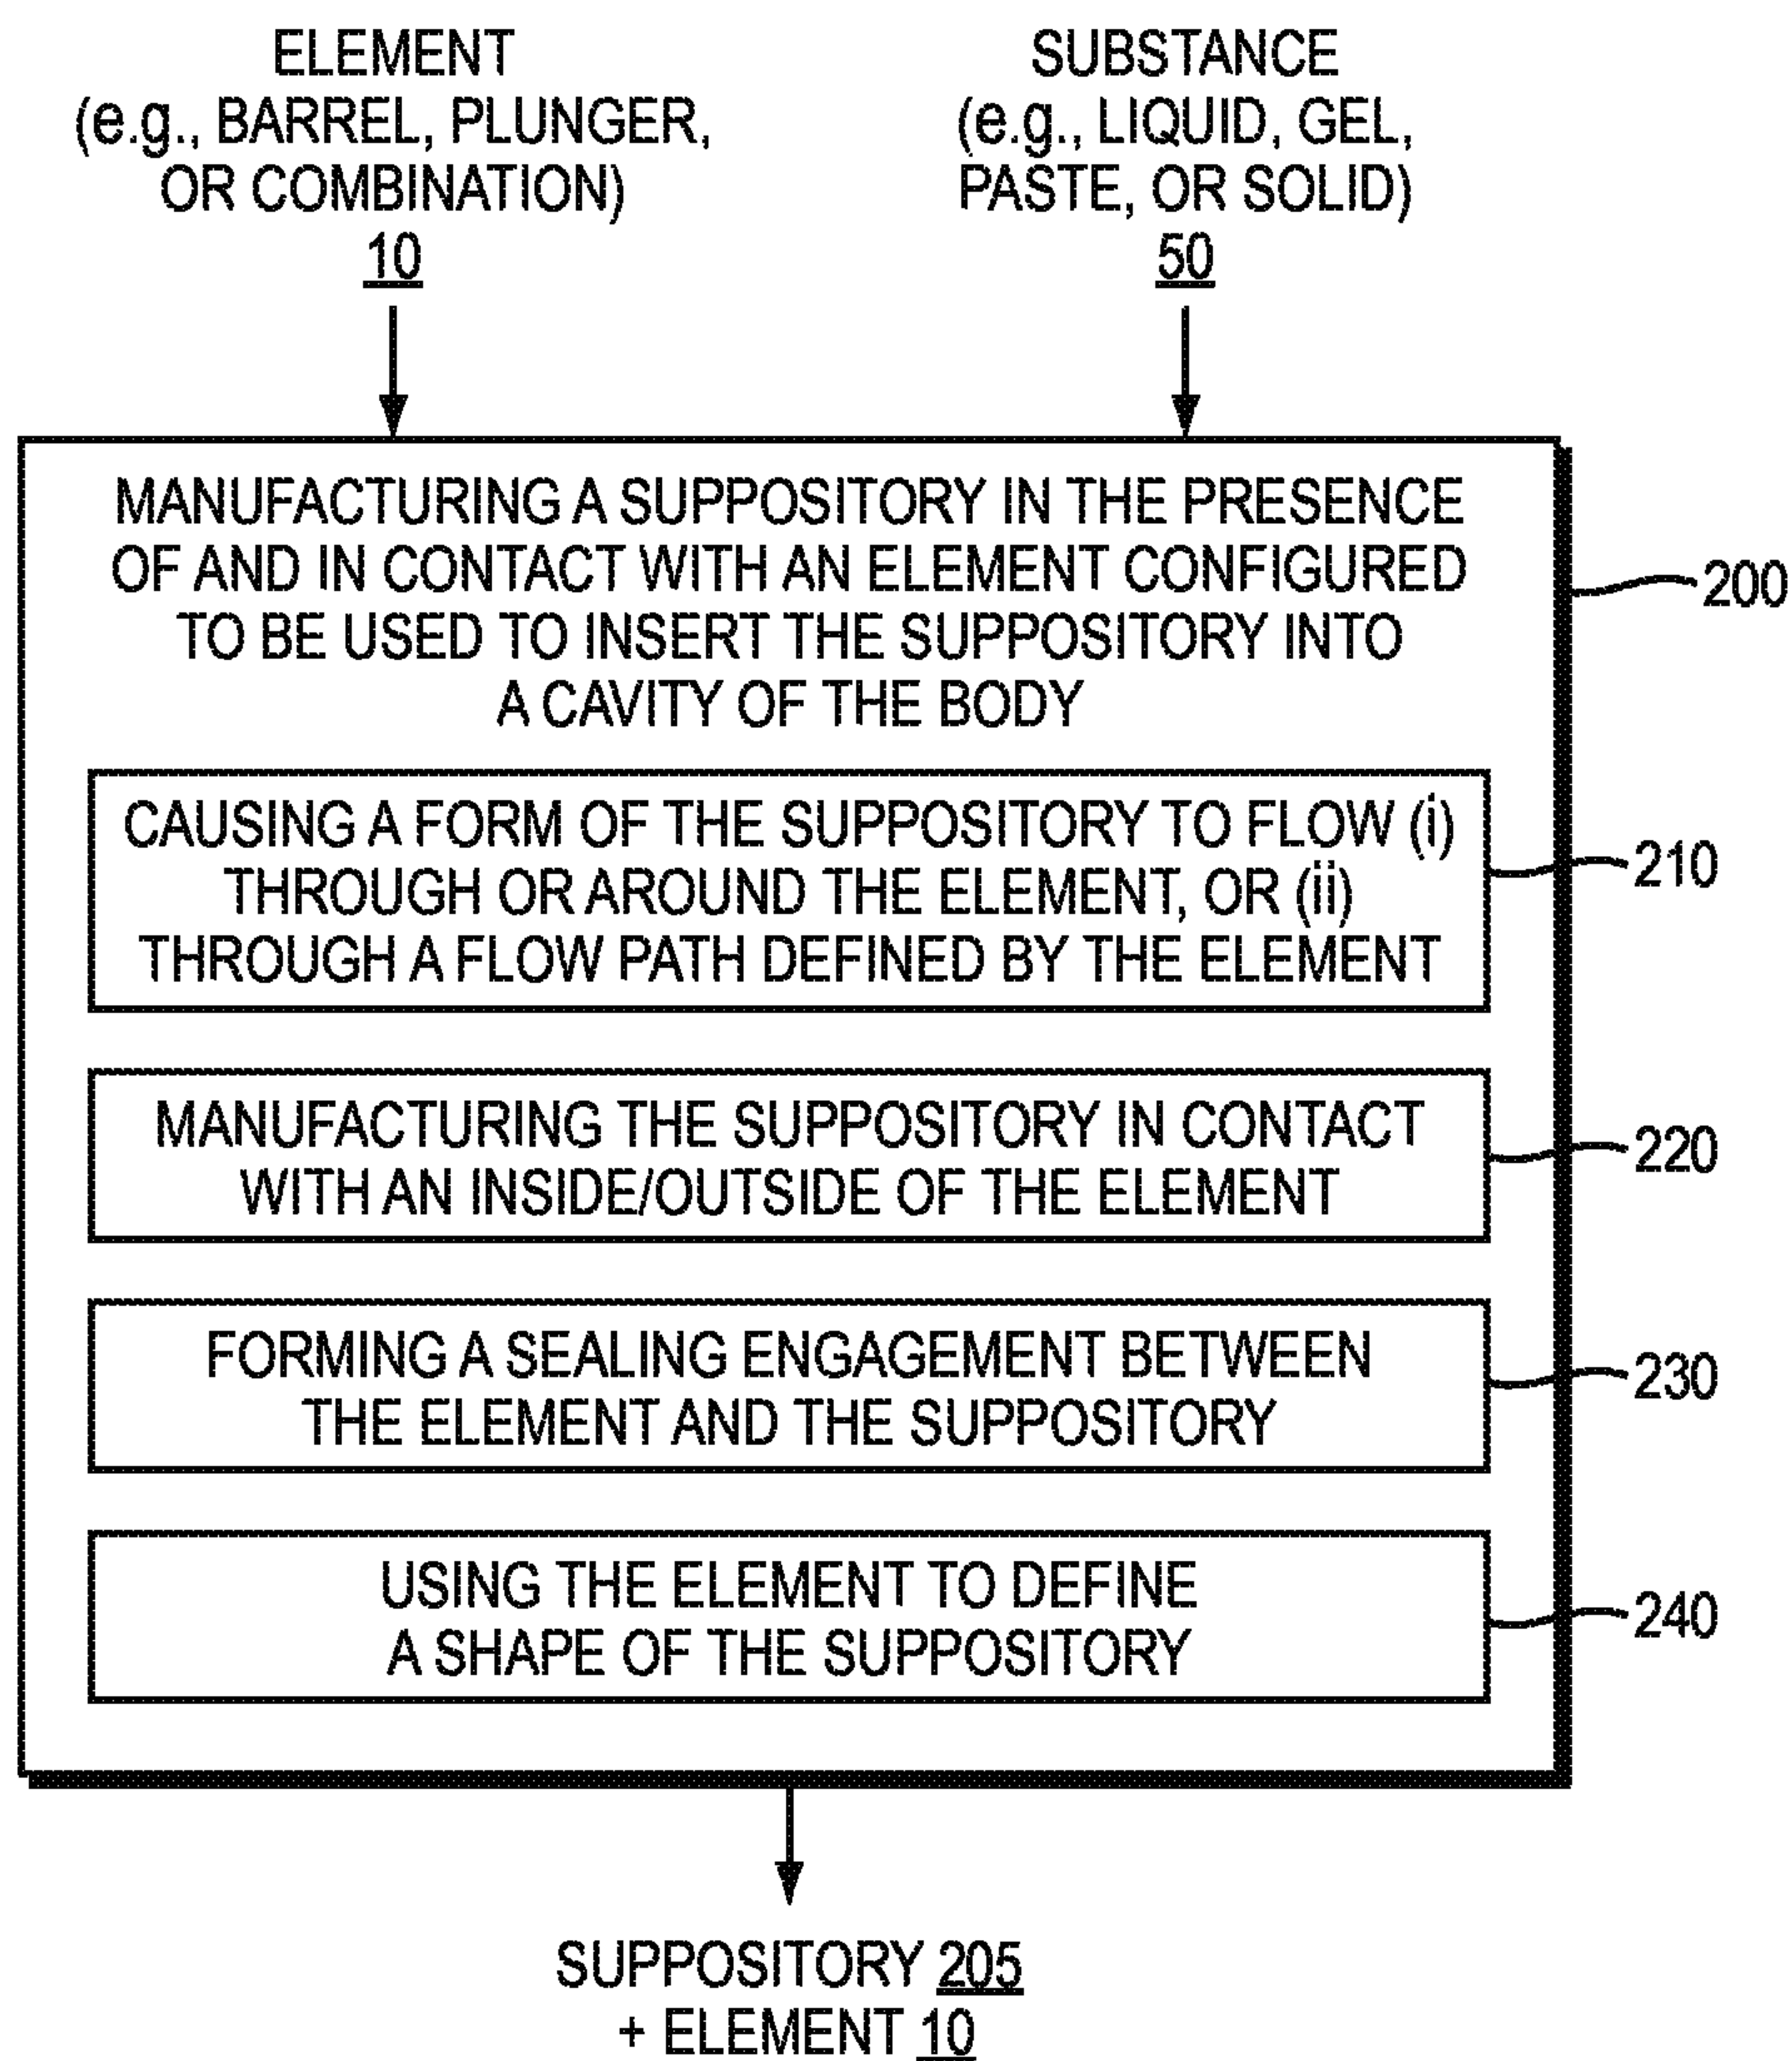 ELEMENT
(e.g., BARREL, PLUNGER,
OR COMBINATION)
10
SUBSTANCE
(e.g., LIQUID, GEL,
PASTE, OR SOLID)
50
MANUFACTURING A SUPPOSITORY IN THE PRESENCE
OF AND IN CONTACT WITH AN ELEMENT CONFIGURED
TO BE USED TO INSERT THE SUPPOSITORY INTO
A CAVITY OF THE BODY
200
CAUSING A FORM OF THE SUPPOSITORY TO FLOW (i)
THROUGH OR AROUND THE ELEMENT, OR (ii)
THROUGH A FLOW PATH DEFINED BY THE ELEMENT
210
MANUFACTURING THE SUPPOSITORY IN CONTACT
WITH AN INSIDE/OUTSIDE OF THE ELEMENT
220
FORMING A SEALING ENGAGEMENT BETWEEN
THE ELEMENT AND THE SUPPOSITORY
230
USING THE ELEMENT TO DEFINE
A SHAPE OF THE SUPPOSITORY
240
SUPPOSITORY 205
+ ELEMENT 10